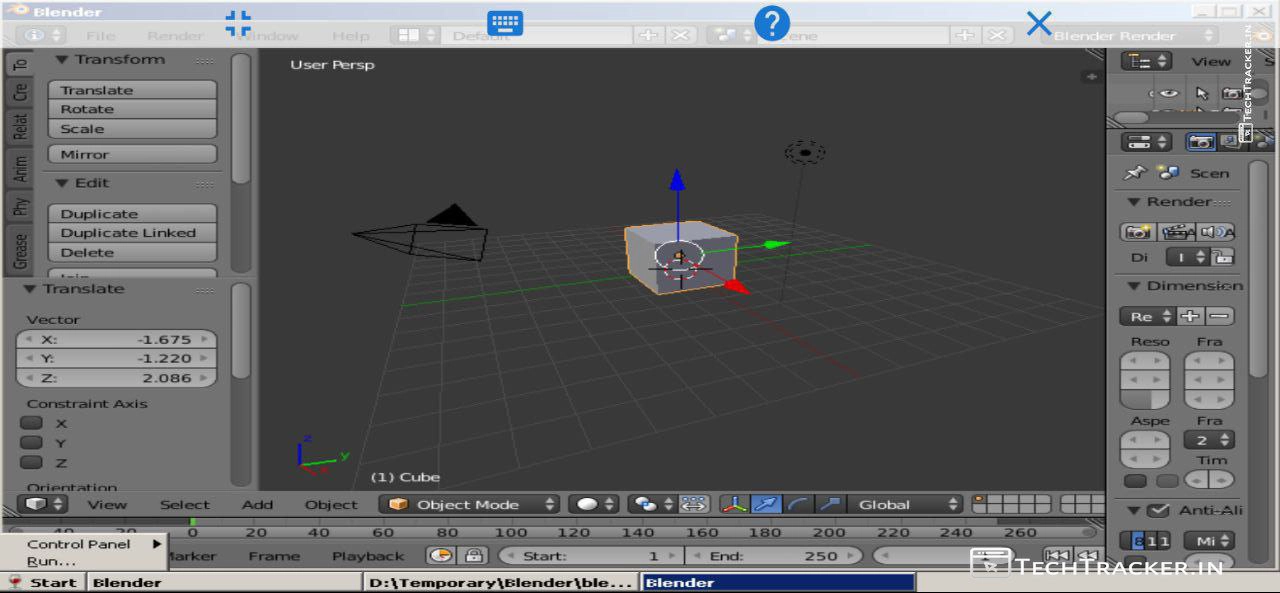 Blender
File Render Window Help Default Scene Blender Render
To
Cre
Relat
Anim
Phy
Grease
Transform
Translate
Rotate
Scale
Mirror
Edit
Duplicate
Duplicate Linked
Delete
Translate
Vector
X: -1.675
Y: -1.220
Z: 2.086
Constraint Axis
X
Y
Z
Orientation
User Persp
z
y
x
(1) Cube
View
TECHTRACKER.IN
Scen
Render
Di
Dimension
Re
Reso Fra
Aspe Fra
2
Tim
Anti-Ali
8 11 Mi
View Select Add Object Object Mode Global
0 20 40 60 80 100 120 140 160 180 200 220 240 260
Marker Frame Playback Start: 1 End: 250
Control Panel
Run...
TECHTRACKER.IN
Start Blender D:\Temporary\Blender\ble... Blender